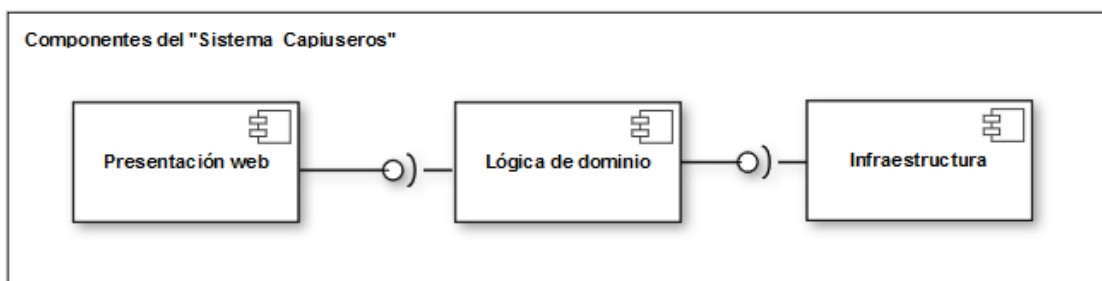 Componentes del "Sistema Capiuseros"
Presentación web
Lógica de dominio
Infraestructura